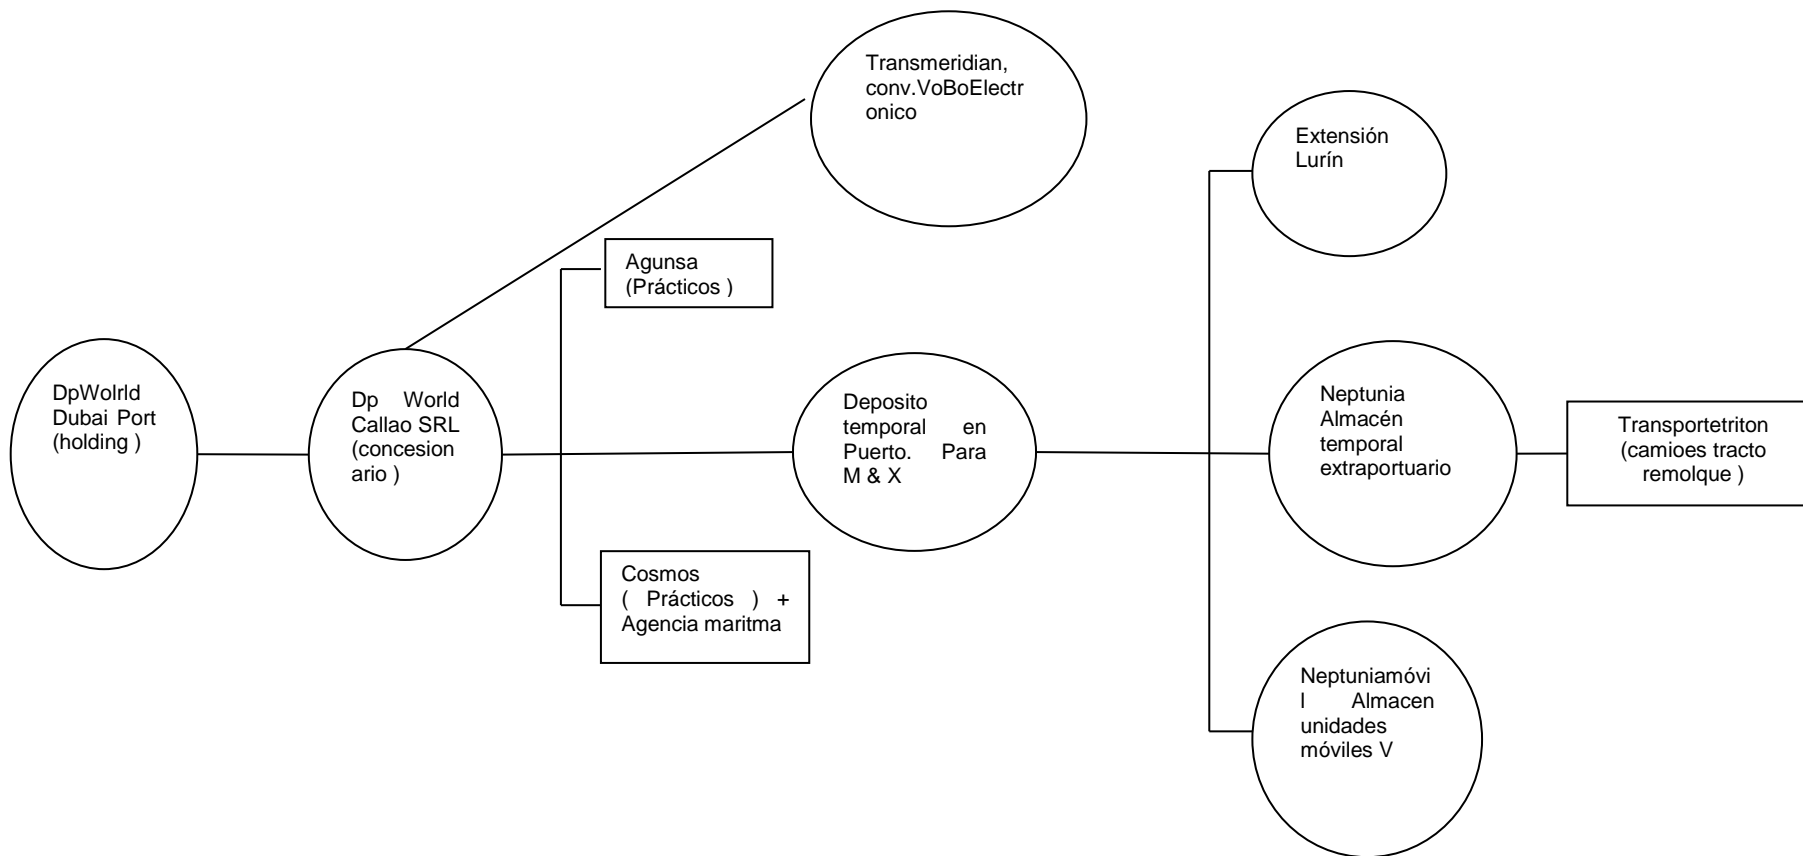 Transmeridian,
conv.VoBoElectr
onico
Extensión
Lurín
Agunsa
(Prácticos )
DpWolrld
Dubai Port
(holding )
Dp World
Callao SRL
(concesion
ario )
Deposito
temporal en
Puerto. Para
M & X
Neptunia
Almacén
temporal
extraportuario
Transportetriton
(camioes tracto
remolque )
Cosmos
( Prácticos ) +
Agencia maritma
Neptuniamóvi
l Almacen
unidades
móviles V